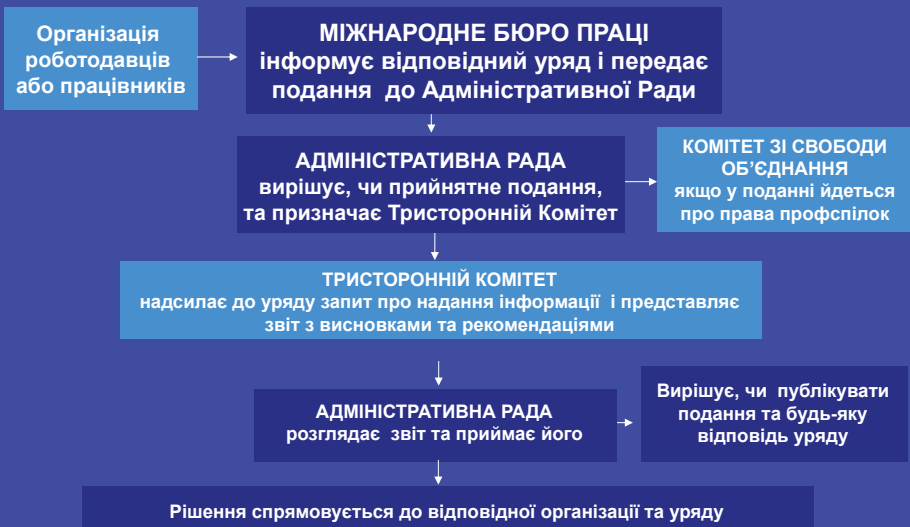 Організація
роботодавців
або працівників
МІЖНАРОДНЕ БЮРО ПРАЦІ
інформує відповідний уряд і передає
подання до Адміністративної Ради
АДМІНІСТРАТИВНА РАДА
вирішує, чи прийнятне подання,
та призначає Тристоронній Комітет
КОМІТЕТ ЗІ СВОБОДИ
ОБ’ЄДНАННЯ
якщо у поданні йдеться
про права профспілок
ТРИСТОРОННІЙ КОМІТЕТ
надсилає до уряду запит про надання інформації і представляє
звіт з висновками та рекомендаціями
АДМІНІСТРАТИВНА РАДА
розглядає звіт та приймає його
Вирішує, чи публікувати
подання та будь-яку
відповідь уряду
Рішення спрямовується до відповідної організації та уряду